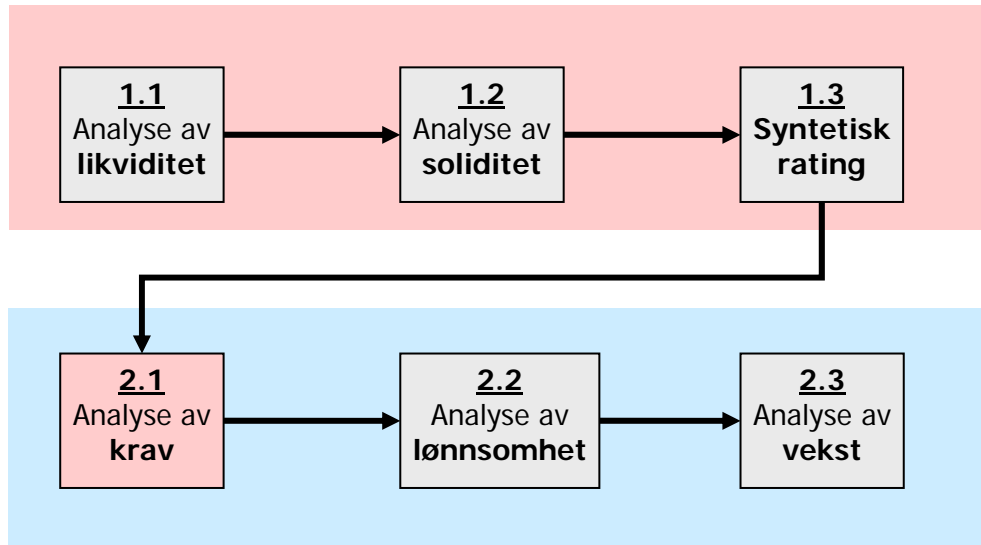 1.1
Analyse av
likviditet
1.2
Analyse av
soliditet
1.3
Syntetisk
rating
2.1
Analyse av
krav
2.2
Analyse av
lønnsomhet
2.3
Analyse av
vekst